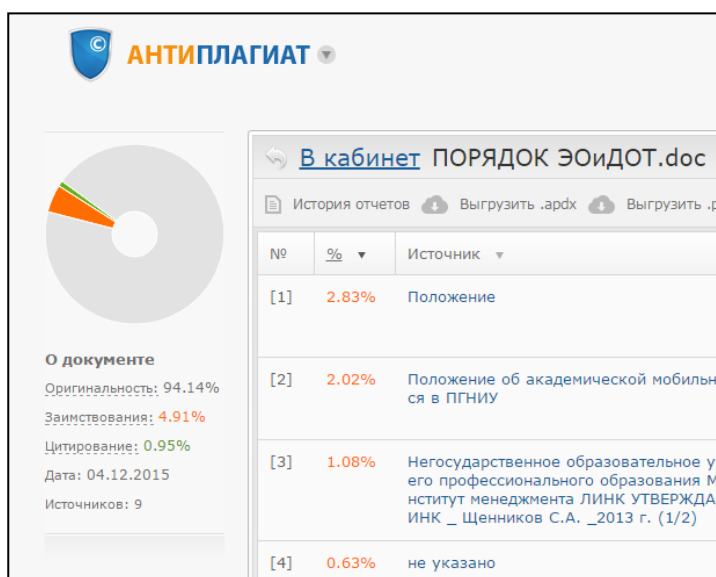 АНТИПЛАГИАТ
В кабинет ПОРЯДОК ЭОиДОТ.doc
История отчетов Выгрузить .apdx Выгрузить
№ % Источник
[1] 2.83% Положение
[2] 2.02% Положение об академической
ся в ПГНИУ
[3] 1.08% Негосударственное образовательное
его профессионального образования
нститут менеджмента ЛИНК
ИНК _ Щенников С.А. _2013 г. (1/2)
[4] 0.63% не указано
О документе
Оригинальность: 94.14%
Заимствования: 4.91%
Цитирование: 0.95%
Дата: 04.12.2015
Источников: 9